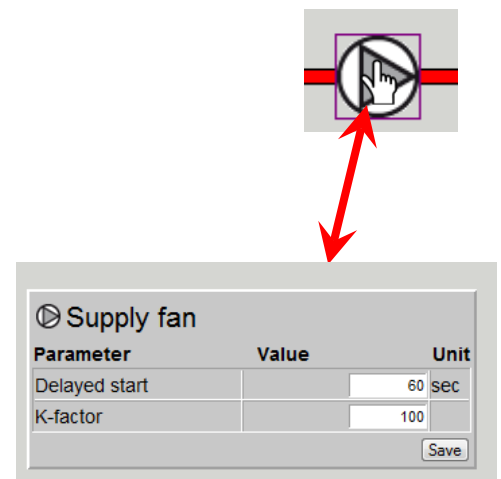 Supply fan
Parameter Value Unit
Delayed start 60 sec
K-factor 100
Save